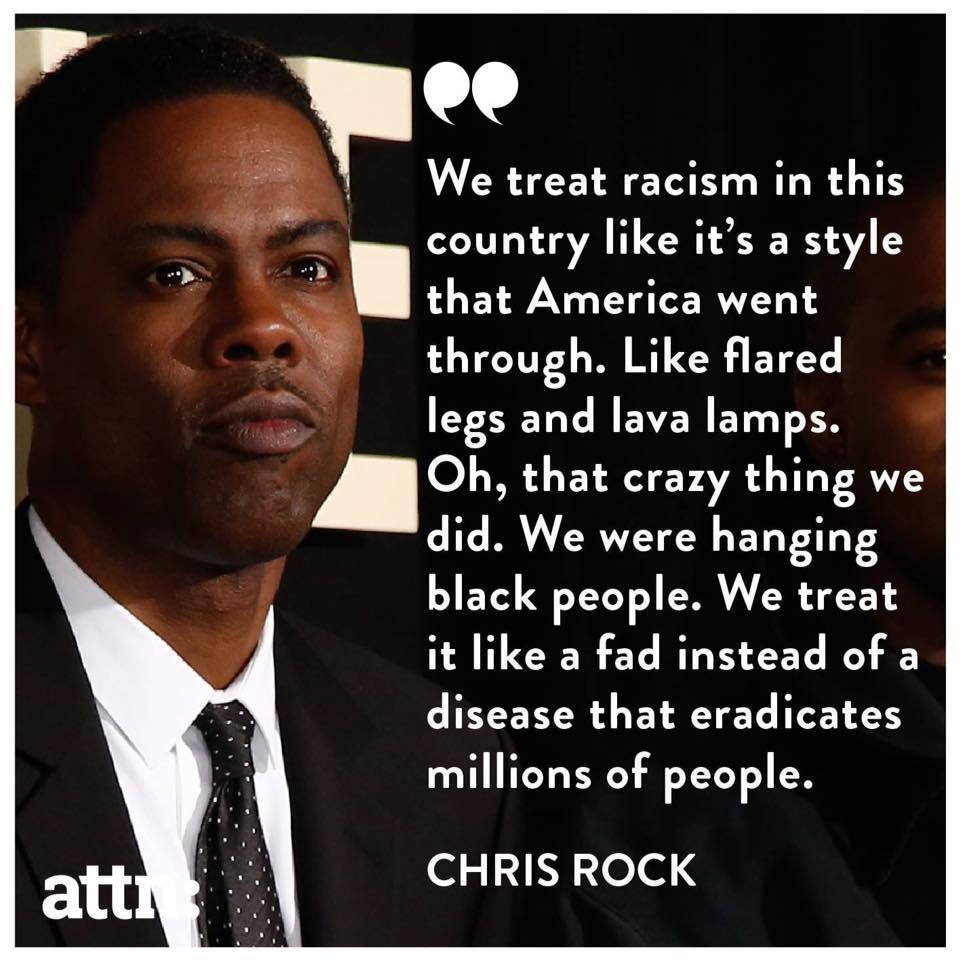 We treat racism in this
country like it’s a style
that America went
through. Like flared
legs and lava lamps.
Oh, that crazy thing we
did. We were hanging
black people. We treat
it like a fad instead of a
disease that eradicates
millions of people.
CHRIS ROCK
attn: